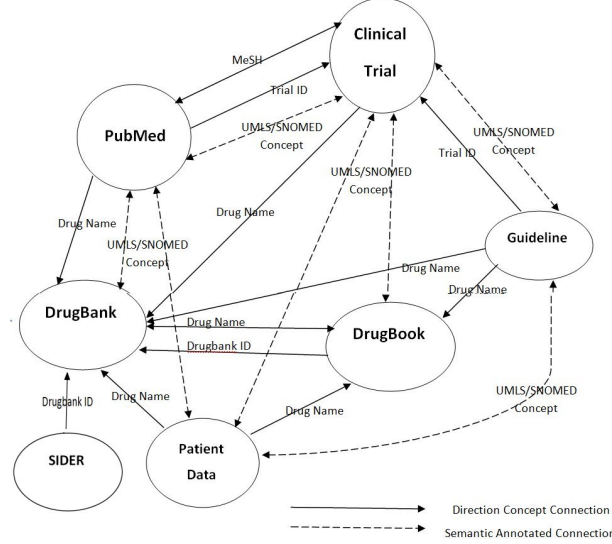 Clinical
Trial
MeSH
Trial ID
PubMed
UMLS/SNOMED
Concept
UMLS/SNOMED
Concept
Trial ID
UMLS/SNOMED
Concept
Drug Name
Drug Name
UMLS/SNOMED
Concept
Guideline
Drug Name
Drug Name
DrugBank
Drug Name
DrugBook
Drugbank ID
Drugbank ID
Drug Name
Drug Name
UMLS/SNOMED
Concept
SIDER
Patient
Data
Direction Concept Connection
Semantic Annotated Connection